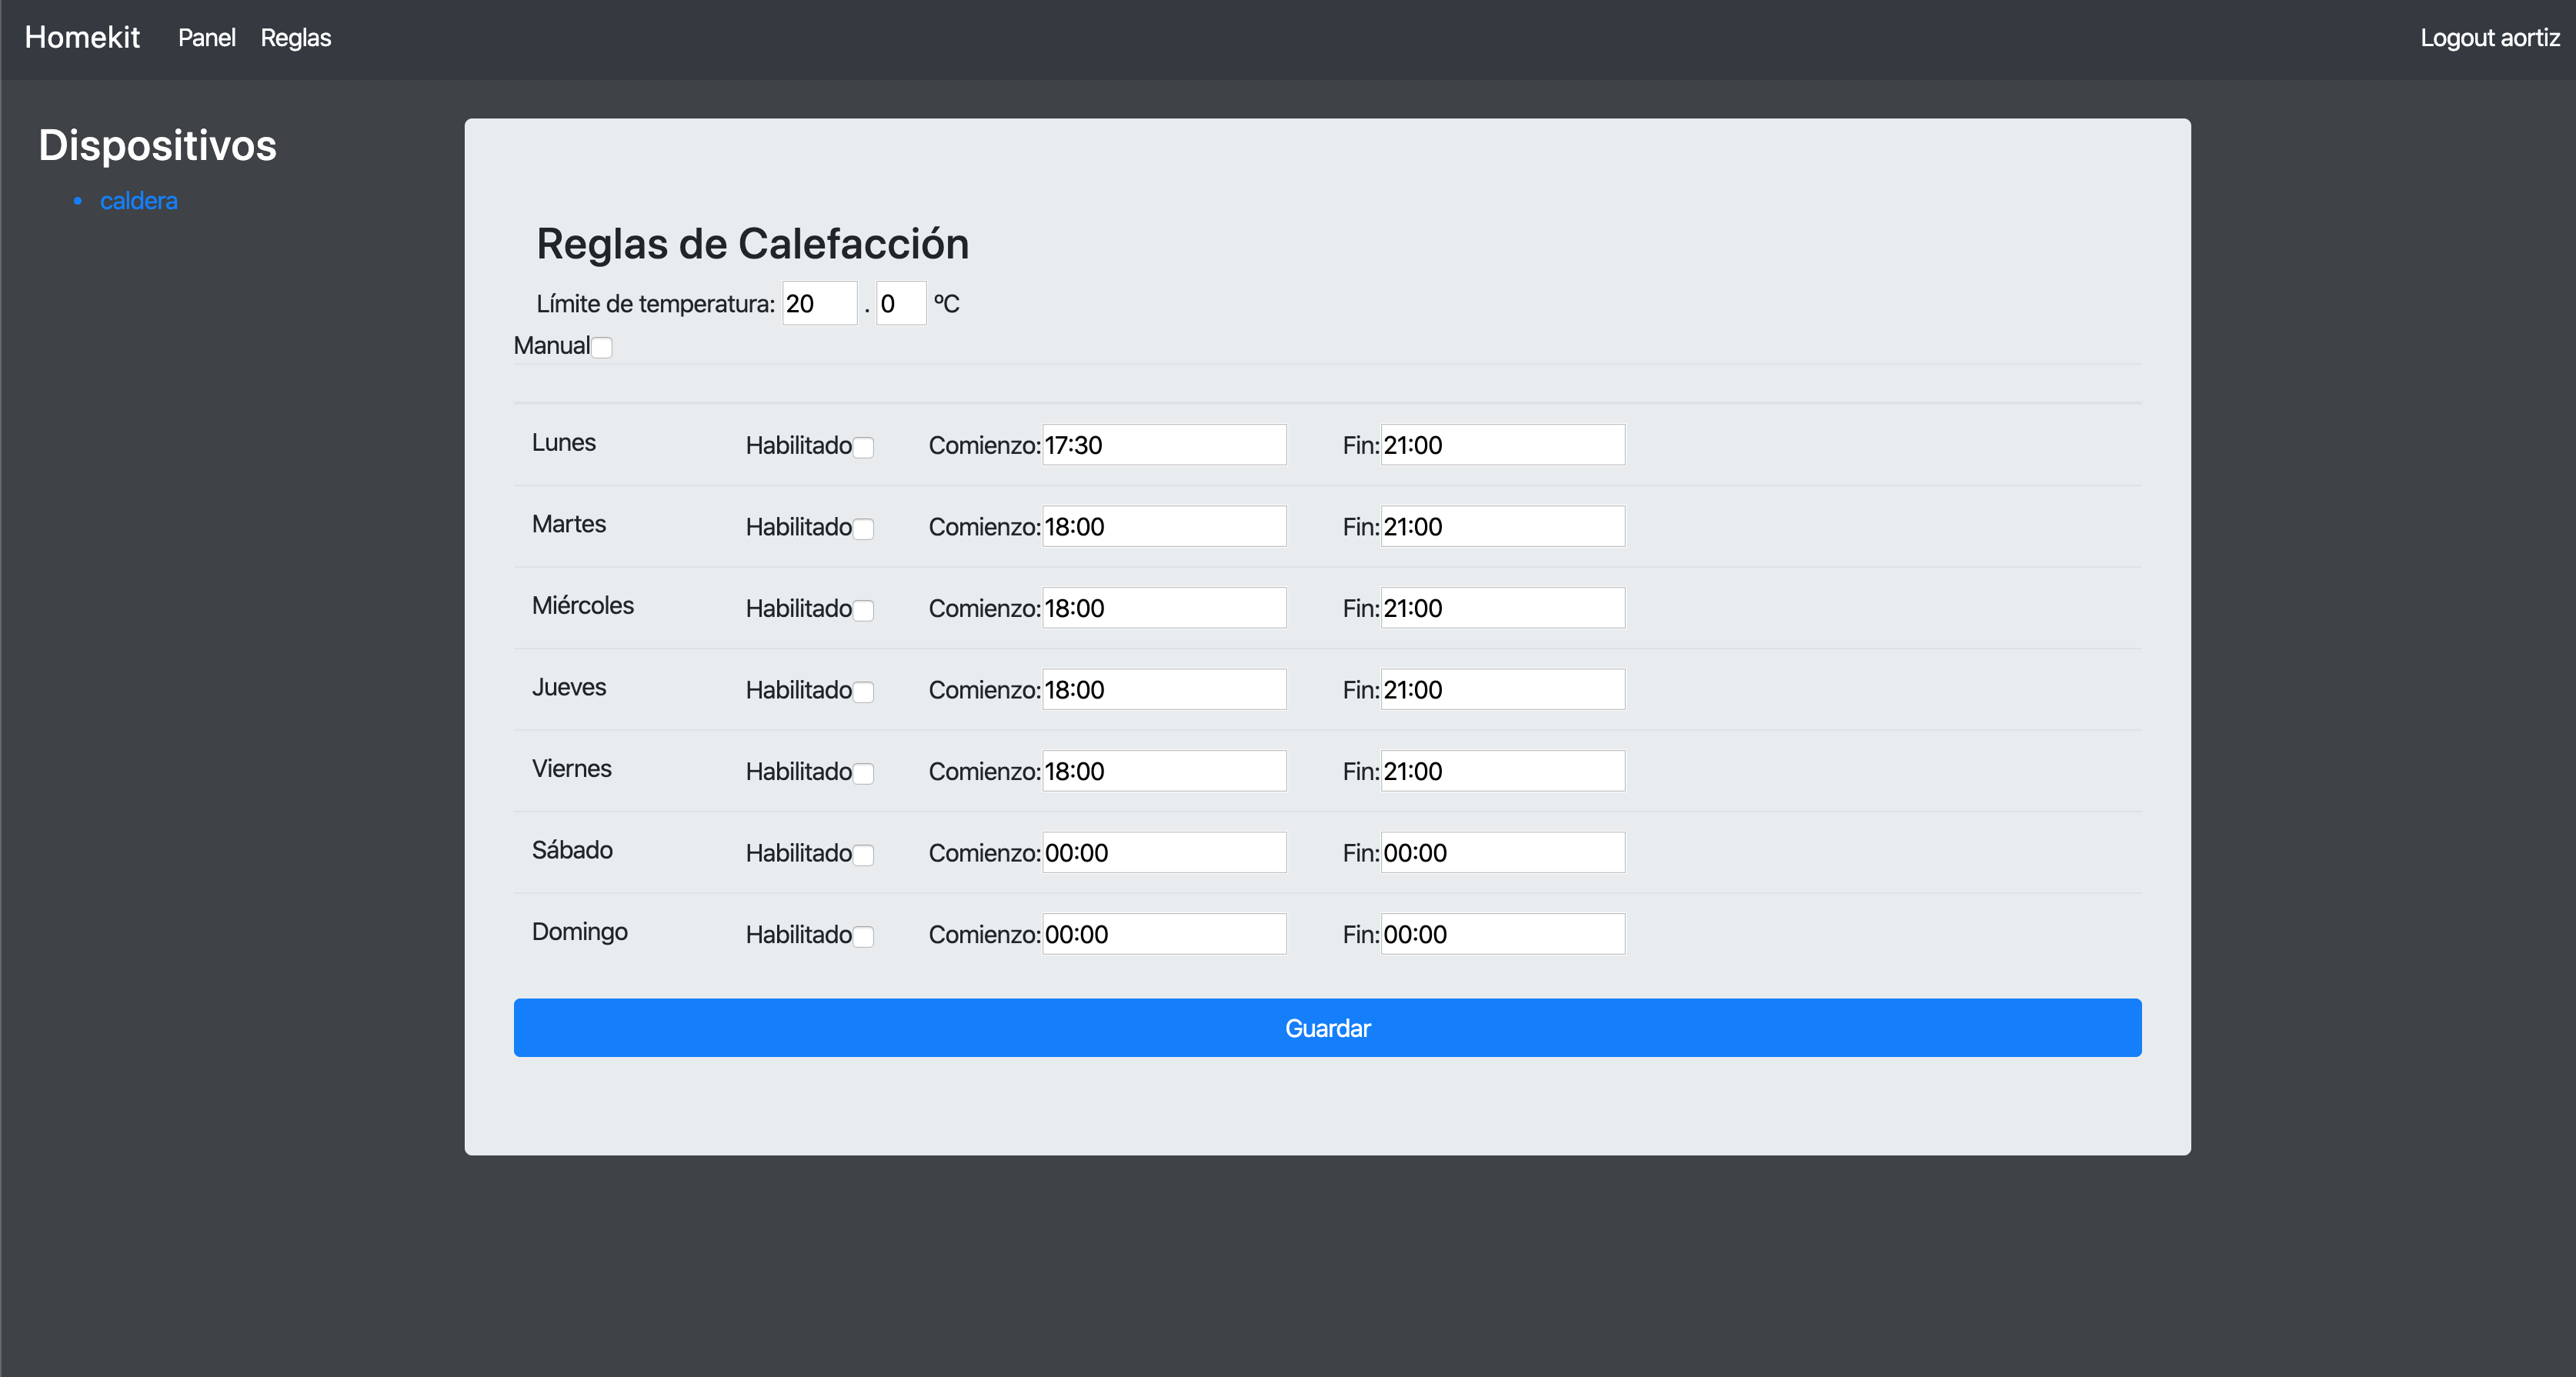 Homekit Panel Reglas Logout aortiz
Dispositivos
caldera
Reglas de Calefacción
Límite de temperatura: 20 . 0 ºC
Manual
Lunes Habilitado Comienzo: 17:30 Fin: 21:00
Martes Habilitado Comienzo: 18:00 Fin: 21:00
Miércoles Habilitado Comienzo: 18:00 Fin: 21:00
Jueves Habilitado Comienzo: 18:00 Fin: 21:00
Viernes Habilitado Comienzo: 18:00 Fin: 21:00
Sábado Habilitado Comienzo: 00:00 Fin: 00:00
Domingo Habilitado Comienzo: 00:00 Fin: 00:00
Guardar